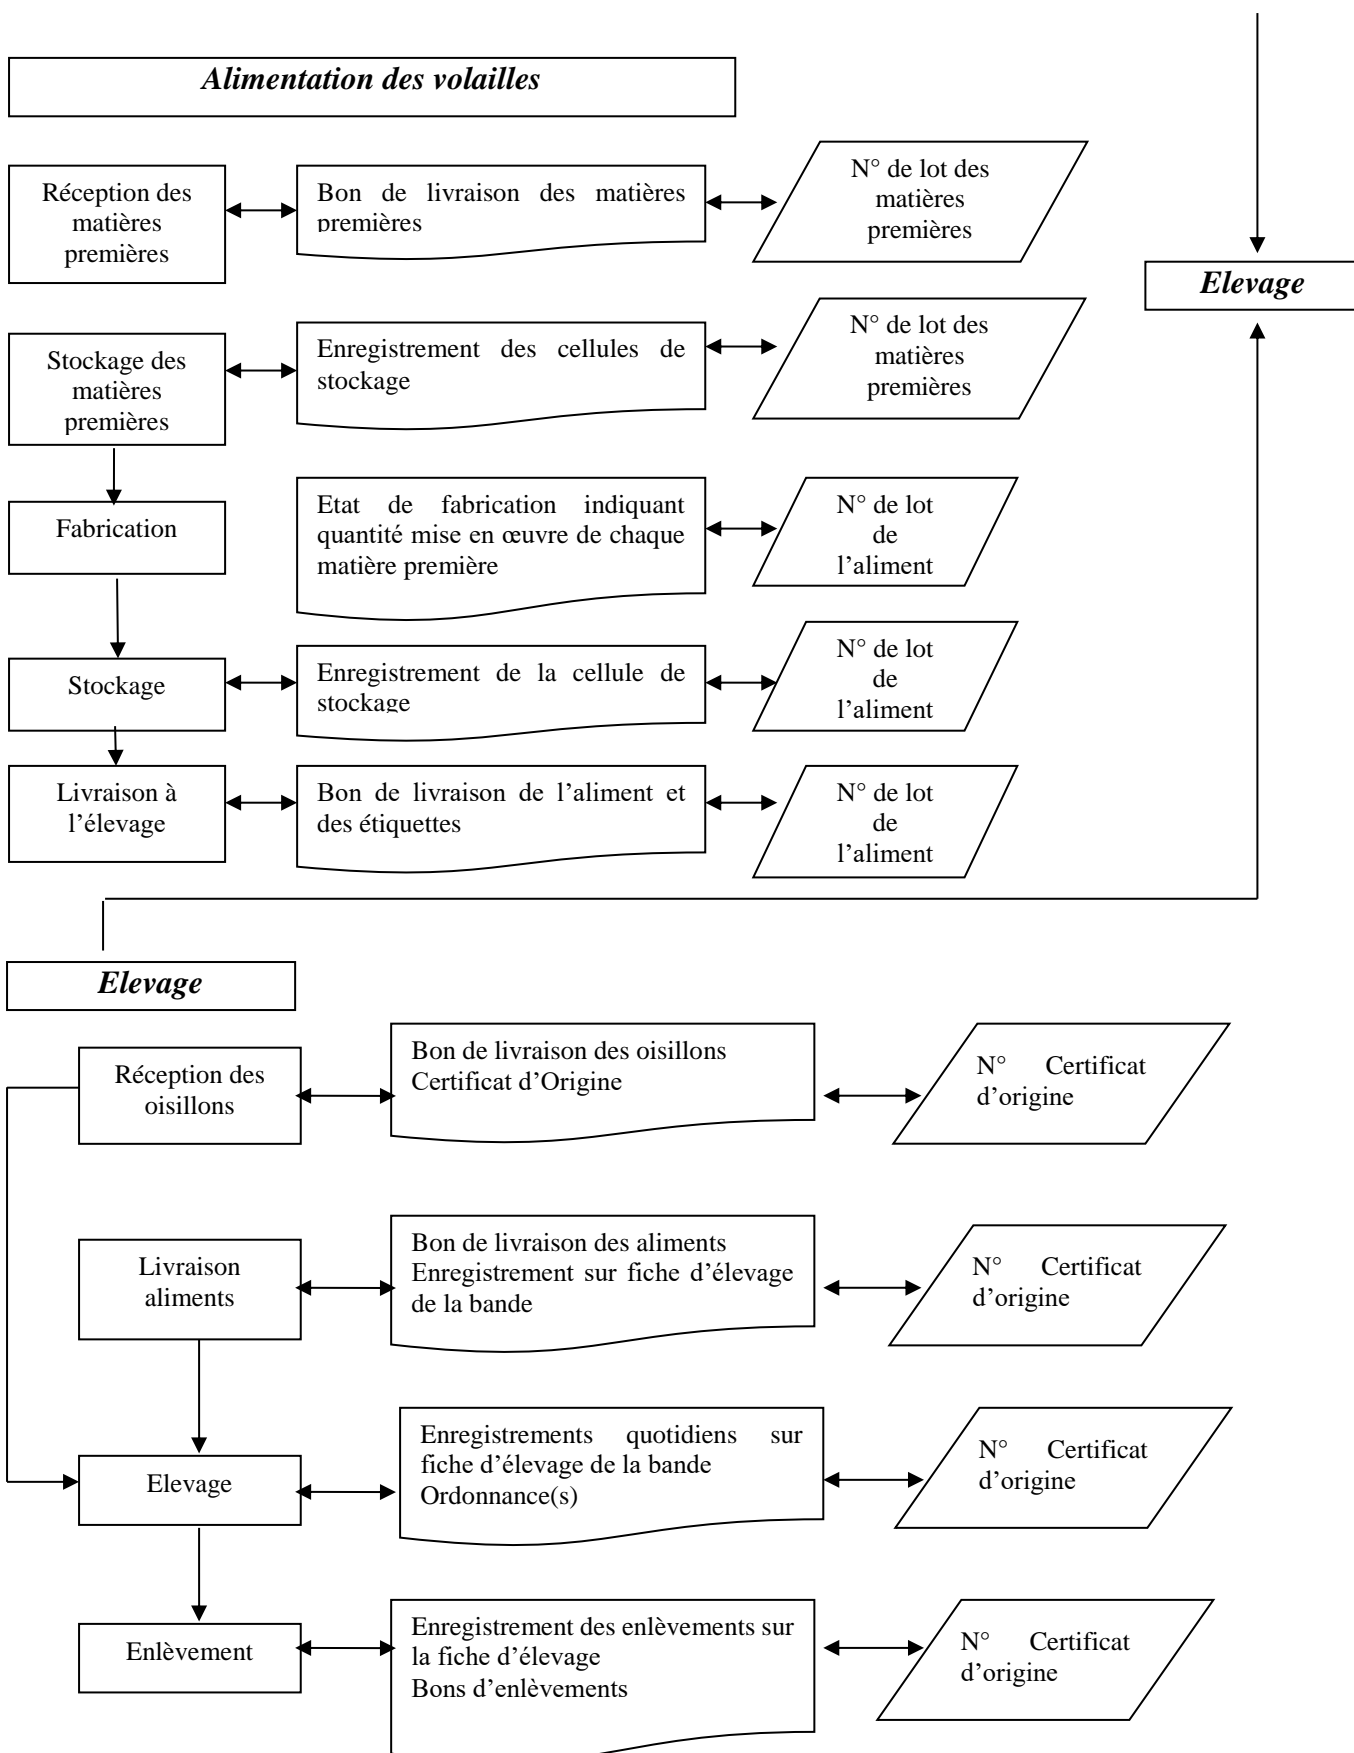 Alimentation des volailles
Réception des
matières
premières
Bon de livraison des matières
premières
N° de lot des
matières
premières
Elevage
Stockage des
matières
premières
Enregistrement des cellules de
stockage
N° de lot des
matières
premières
Fabrication
Etat de fabrication indiquant
quantité mise en œuvre de chaque
matière première
N° de lot
de
l’aliment
Stockage
Enregistrement de la cellule de
stockage
N° de lot
de
l’aliment
Livraison à
l’élevage
Bon de livraison de l’aliment et
des étiquettes
N° de lot
de
l’aliment
Elevage
Réception des
oisillons
Bon de livraison des oisillons
Certificat d’Origine
N° Certificat
d’origine
Livraison
aliments
Bon de livraison des aliments
Enregistrement sur fiche d’élevage
de la bande
N° Certificat
d’origine
Elevage
Enregistrements quotidiens sur
fiche d’élevage de la bande
Ordonnance(s)
N° Certificat
d’origine
Enlèvement
Enregistrement des enlèvements sur
la fiche d’élevage
Bons d’enlèvements
N° Certificat
d’origine